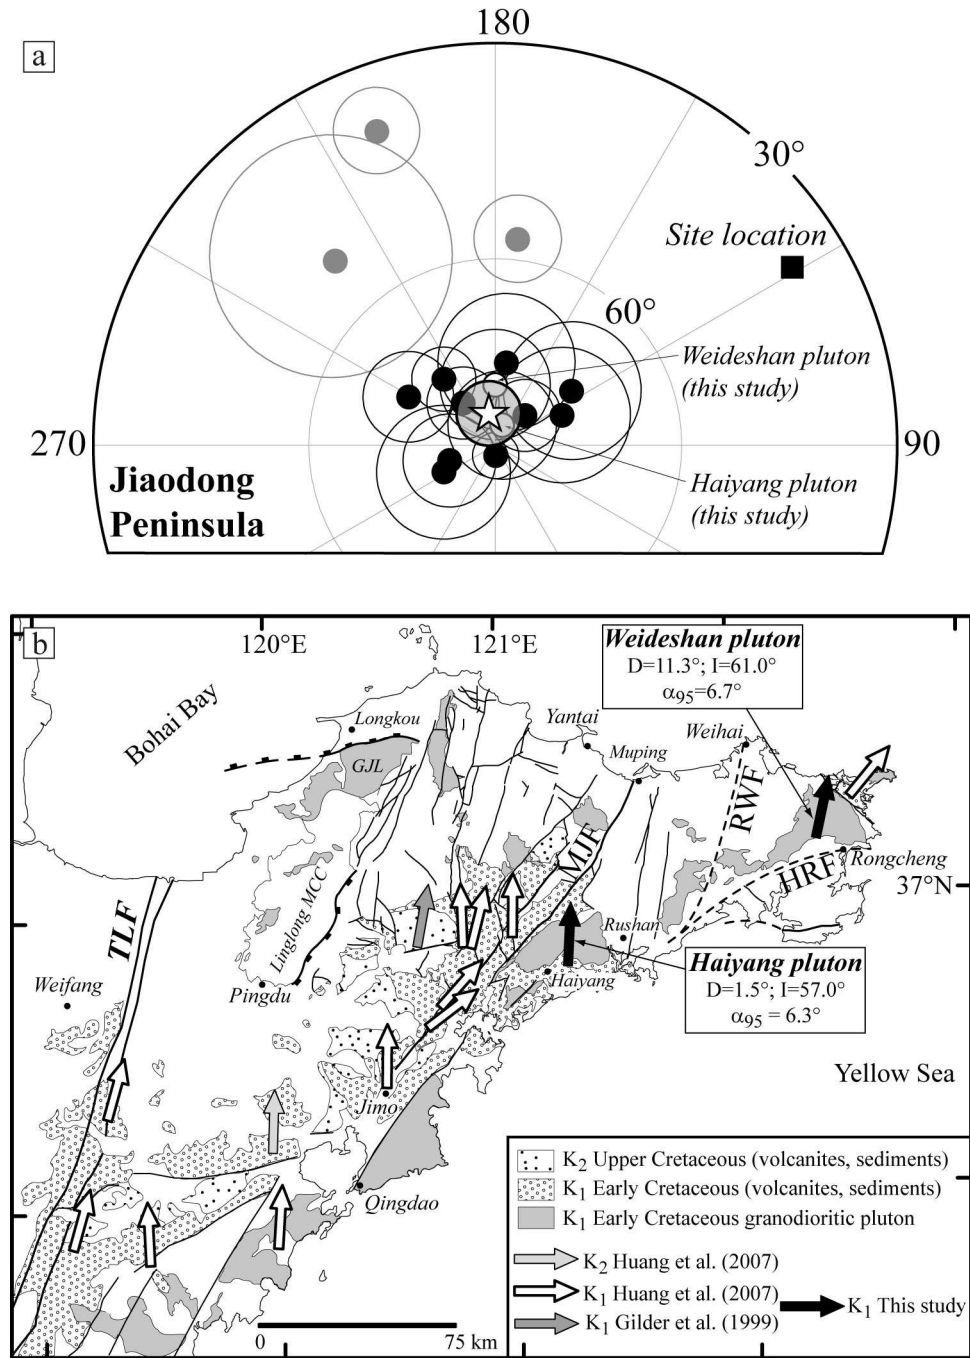 a
180
30°
Site location
60°
Weideshan pluton
(this study)
270
90
Jiaodong
Peninsula
Haiyang pluton
(this study)
b
120°E
121°E
Weideshan pluton
D=11.3°; I=61.0°
α95=6.7°
Bohai Bay
Longkou
Yantai
Weihai
Muping
GJL
RWF
MJF
Rongcheng
HRF
37°N
Linglong MCC
TLF
Rushan
Weifang
Pingdu
Haiyang
Haiyang pluton
D=1.5°; I=57.0°
α95 = 6.3°
Yellow Sea
Jimo
Qingdao
K2 Upper Cretaceous (volcanites, sediments)
K1 Early Cretaceous (volcanites, sediments)
K1 Early Cretaceous granodioritic pluton
K2 Huang et al. (2007)
K1 Huang et al. (2007)
K1 This study
K1 Gilder et al. (1999)
0
75 km